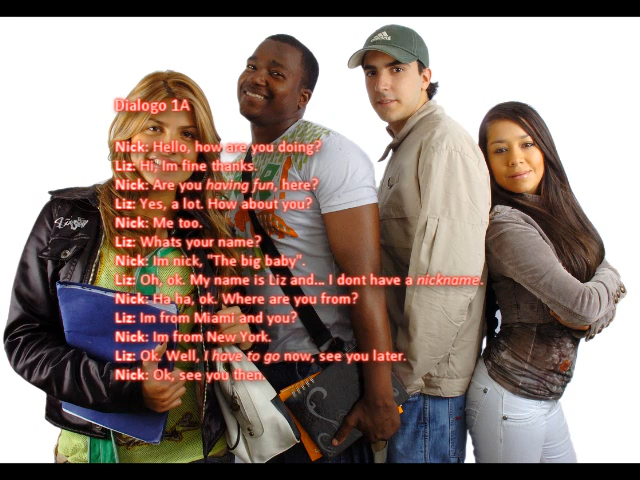 adidas
Dialogo 1A
Nick: Hello, how are you doing?
Liz: Hi, Im fine thanks.
Nick: Are you having fun, here?
Liz: Yes, a lot. How about you?
Nick: Me too.
Liz: Whats your name?
Nick: Im nick, "The big baby".
Liz: Oh, ok. My name is Liz and... I dont have a nickname.
Nick: Ha ha, ok. Where are you from?
Liz: Im from Miami and you?
Nick: Im from New York.
Liz: Ok. Well, I have to go now, see you later.
Nick: Ok, see you then.